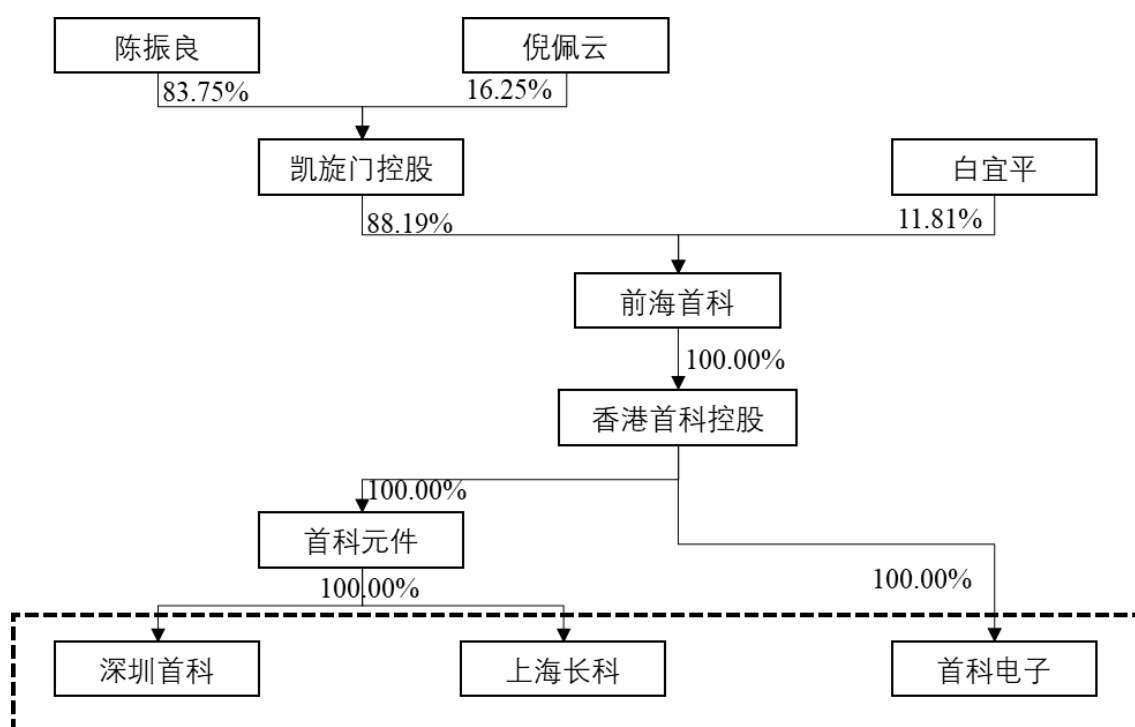 陈振良
倪佩云
83.75%
16.25%
凯旋门控股
白宜平
88.19%
11.81%
前海首科
100.00%
香港首科控股
100.00%
首科元件
100.00%
100.00%
深圳首科
上海长科
首科电子